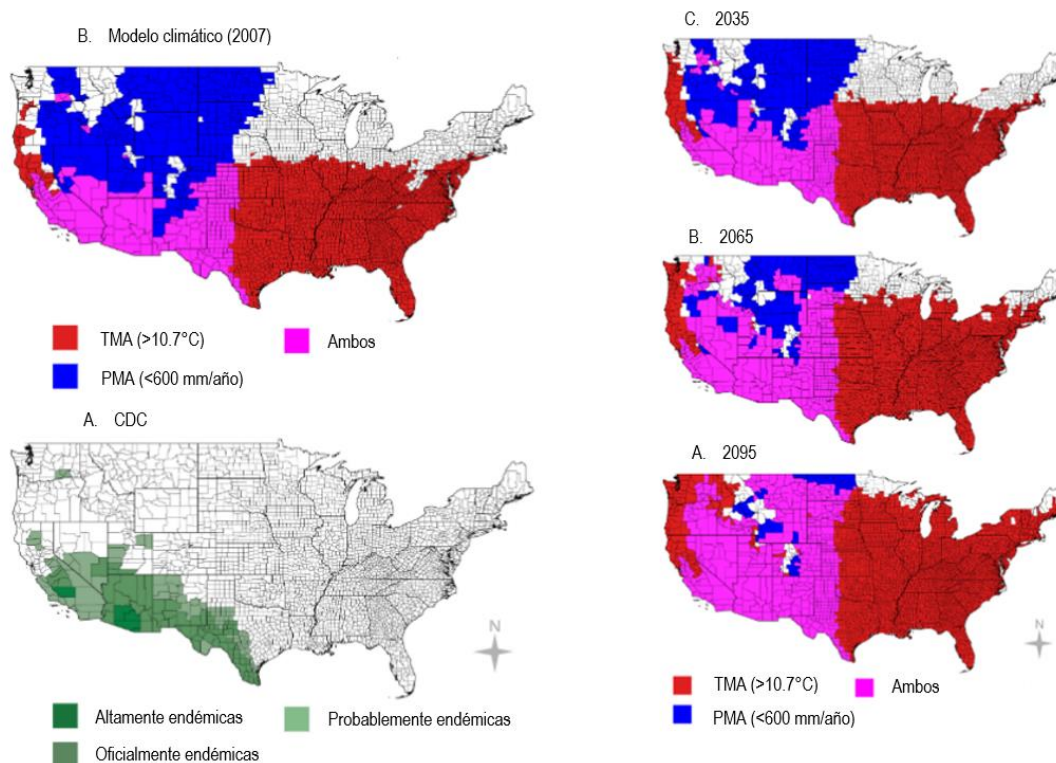 B. Modelo climático (2007)
TMA (>10.7°C)
Ambos
PMA (<600 mm/año)
A. CDC
N
Altamente endémicas
Probablemente endémicas
Oficialmente endémicas
C. 2035
B. 2065
A. 2095
N
TMA (>10.7°C)
Ambos
PMA (<600 mm/año)